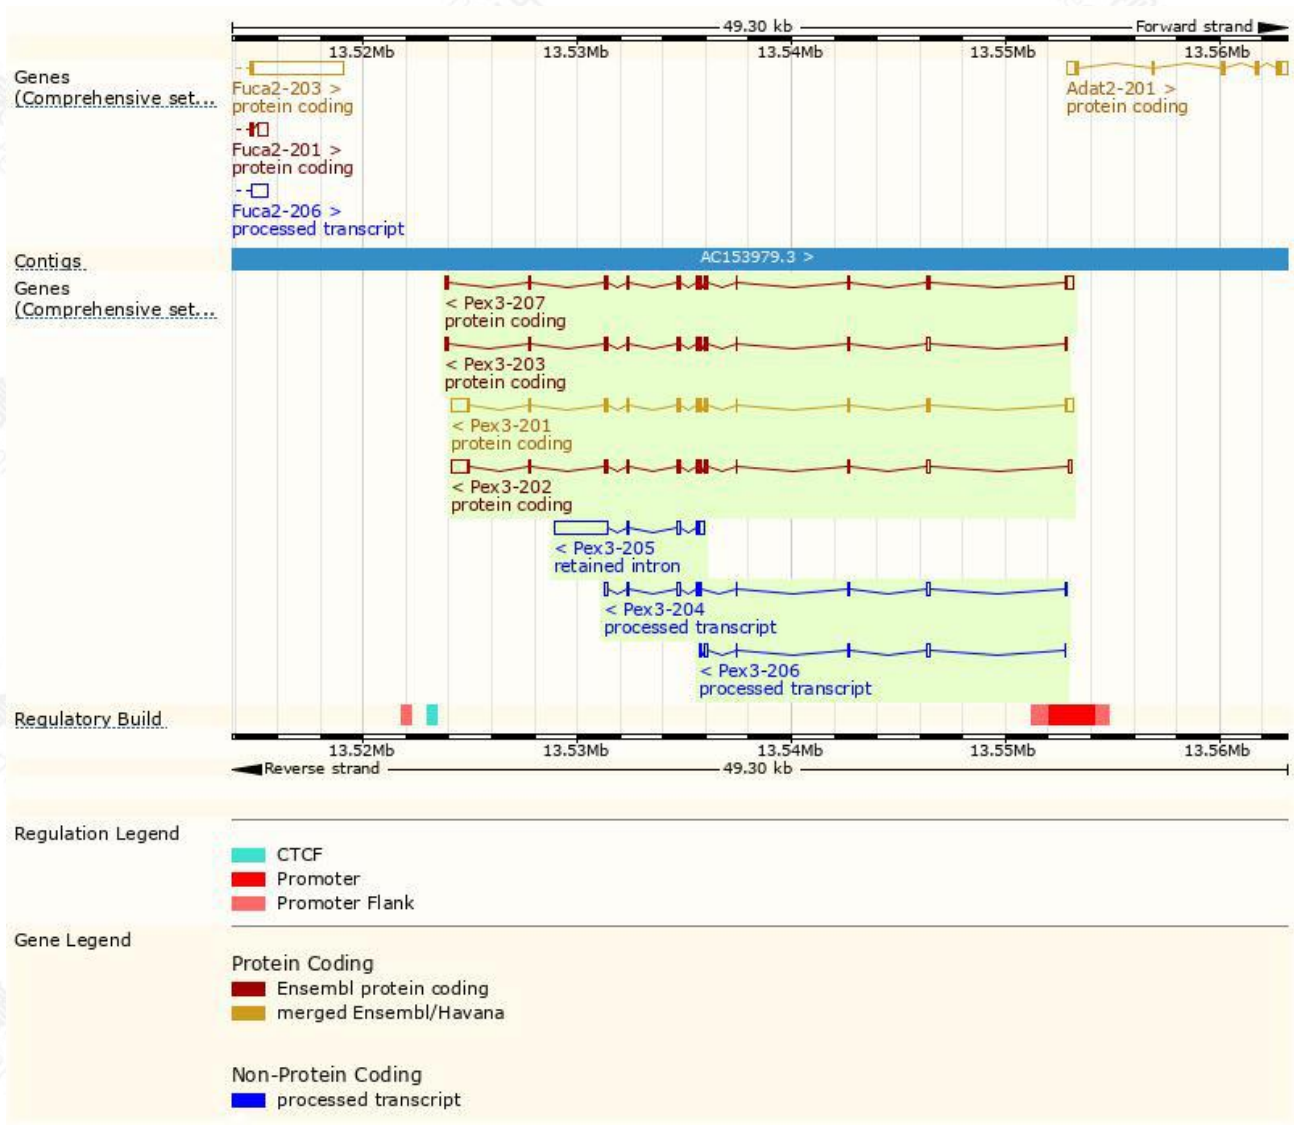 49.30 kb
Forward strand
13.52Mb 13.53Mb 13.54Mb 13.55Mb 13.56Mb
Genes
(Comprehensive set...
Fuca2-203 >
protein coding
Adat2-201 >
protein coding
Fuca2-201 >
protein coding
Fuca2-206 >
processed transcript
Contigs
AC153979.3 >
Genes
(Comprehensive set...
< Pex3-207
protein coding
< Pex3-203
protein coding
< Pex3-201
protein coding
< Pex3-202
protein coding
< Pex3-205
retained intron
< Pex3-204
processed transcript
< Pex3-206
processed transcript
Regulatory Build
13.52Mb 13.53Mb 13.54Mb 13.55Mb 13.56Mb
Reverse strand
49.30 kb
Regulation Legend
CTCF
Promoter
Promoter Flank
Gene Legend
Protein Coding
Ensembl protein coding
merged Ensembl/Havana
Non-Protein Coding
processed transcript